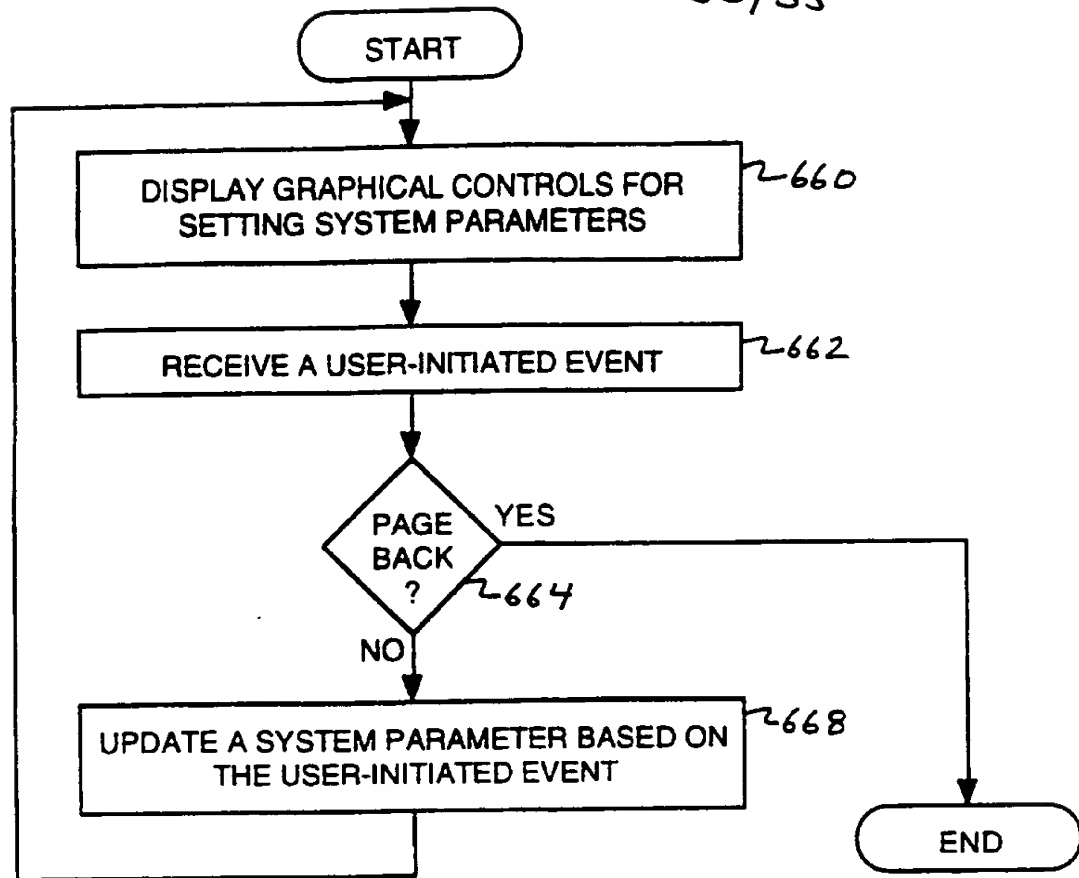 START
DISPLAY GRAPHICAL CONTROLS FOR
SETTING SYSTEM PARAMETERS
660
RECEIVE A USER-INITIATED EVENT
662
PAGE
BACK
?
YES
664
NO
UPDATE A SYSTEM PARAMETER BASED ON
THE USER-INITIATED EVENT
668
END